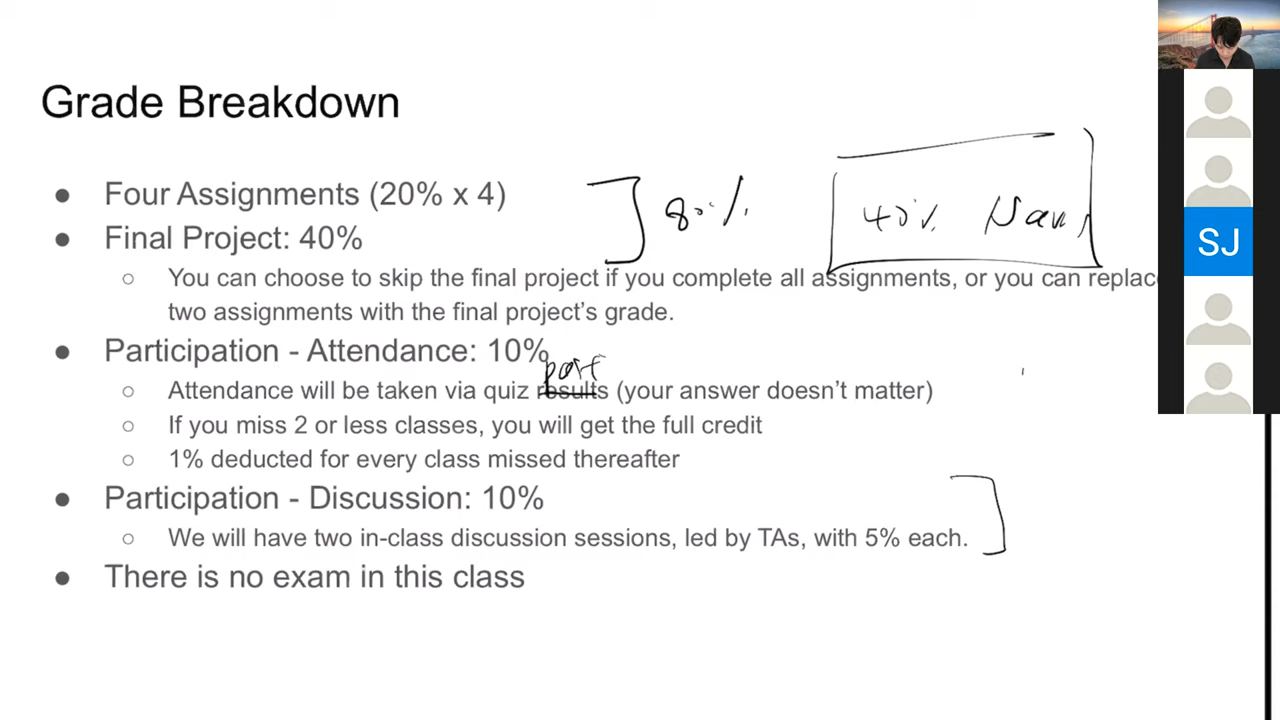 Grade Breakdown
● Four Assignments (20% x 4)
80%
40%
● Final Project: 40%
○ You can choose to skip the final project if you complete all assignments, or you can replace
two assignments with the final project's grade.
● Participation - Attendance: 10%
part
○ Attendance will be taken via quiz results (your answer doesn't matter)
○ If you miss 2 or less classes, you will get the full credit
○ 1% deducted for every class missed thereafter
● Participation - Discussion: 10%
○ We will have two in-class discussion sessions, led by TAs, with 5% each.
● There is no exam in this class
SJ